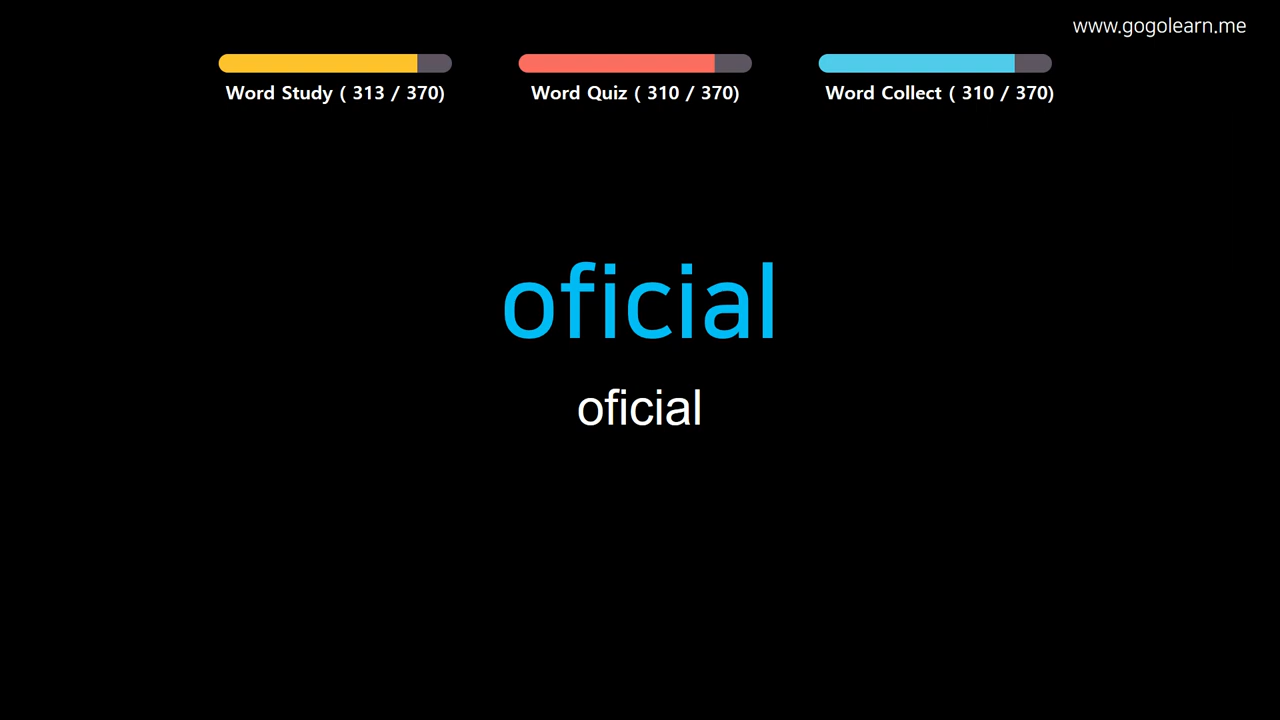 www.gogolearn.me
Word Study ( 313 / 370)
Word Quiz ( 310 / 370)
Word Collect ( 310 / 370)
oficial
oficial